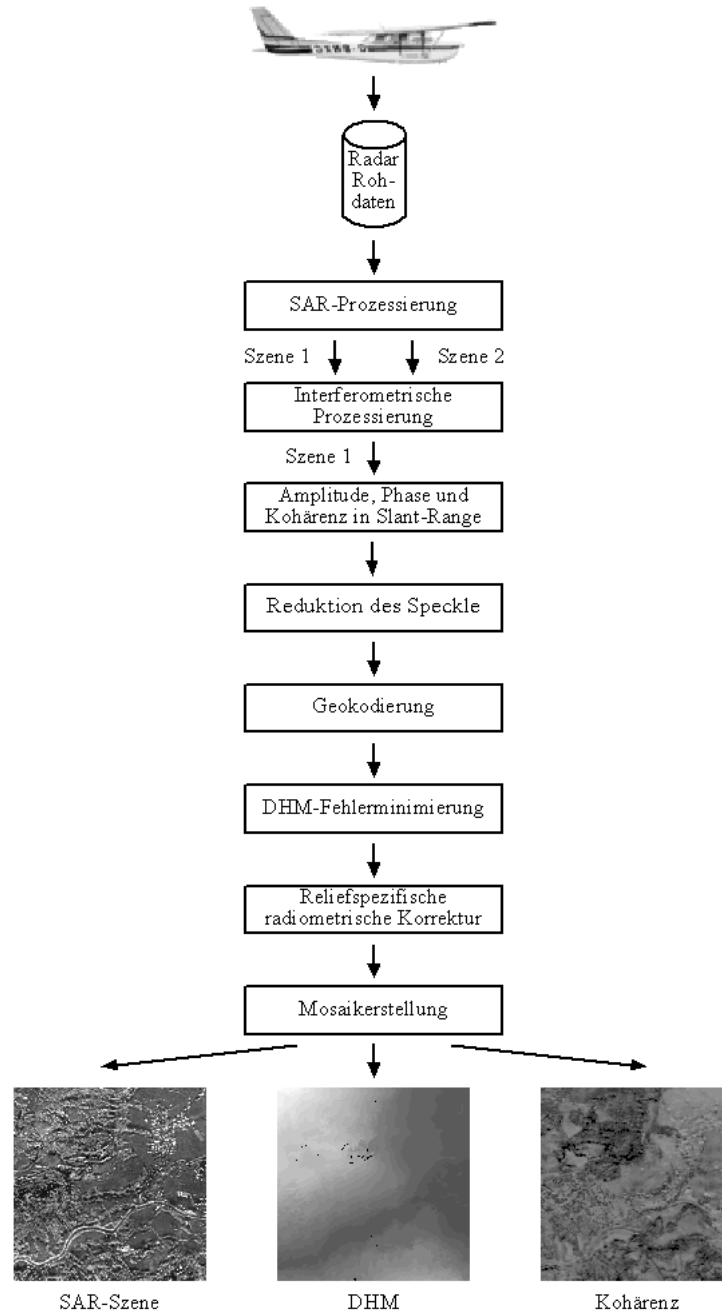 Radar
Roh-
daten
SAR-Prozessierung
Szene 1
Szene 2
Interferometrische
Prozessierung
Szene 1
Amplitude, Phase und
Kohärenz in Slant-Range
Reduktion des Speckle
Geokodierung
DHM-Fehlerminimierung
Reliefspezifische
radiometrische Korrektur
Mosaikerstellung
SAR-Szene
DHM
Kohärenz